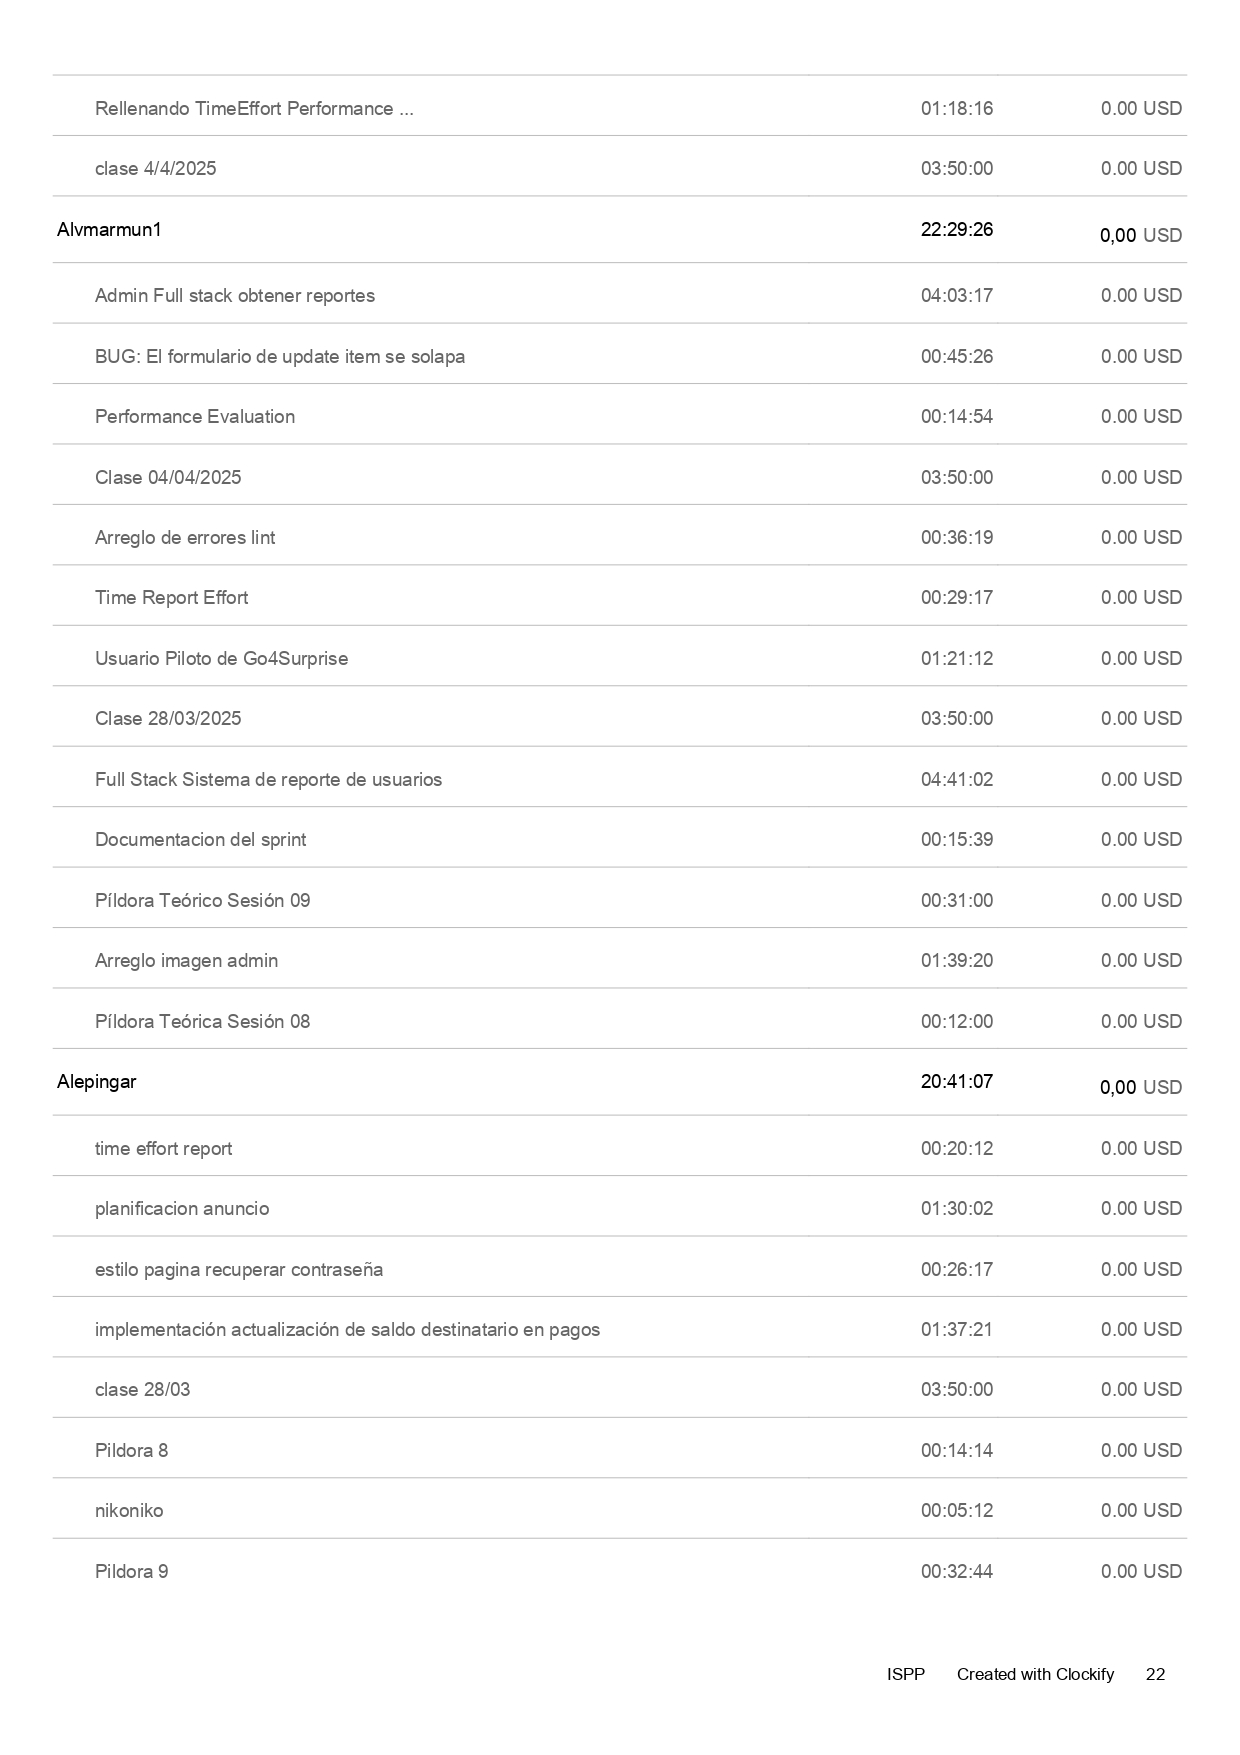 Rellenando TimeEffort Performance ... 01:18:16 0.00 USD
clase 4/4/2025 03:50:00 0.00 USD
Alvmarmun1 22:29:26 0,00 USD
Admin Full stack obtener reportes 04:03:17 0.00 USD
BUG: El formulario de update item se solapa 00:45:26 0.00 USD
Performance Evaluation 00:14:54 0.00 USD
Clase 04/04/2025 03:50:00 0.00 USD
Arreglo de errores lint 00:36:19 0.00 USD
Time Report Effort 00:29:17 0.00 USD
Usuario Piloto de Go4Surprise 01:21:12 0.00 USD
Clase 28/03/2025 03:50:00 0.00 USD
Full Stack Sistema de reporte de usuarios 04:41:02 0.00 USD
Documentacion del sprint 00:15:39 0.00 USD
Píldora Teórico Sesión 09 00:31:00 0.00 USD
Arreglo imagen admin 01:39:20 0.00 USD
Píldora Teórica Sesión 08 00:12:00 0.00 USD
Alepingar 20:41:07 0,00 USD
time effort report 00:20:12 0.00 USD
planificacion anuncio 01:30:02 0.00 USD
estilo pagina recuperar contraseña 00:26:17 0.00 USD
implementación actualización de saldo destinatario en pagos 01:37:21 0.00 USD
clase 28/03 03:50:00 0.00 USD
Pildora 8 00:14:14 0.00 USD
nikoniko 00:05:12 0.00 USD
Pildora 9 00:32:44 0.00 USD
ISPP Created with Clockify 22